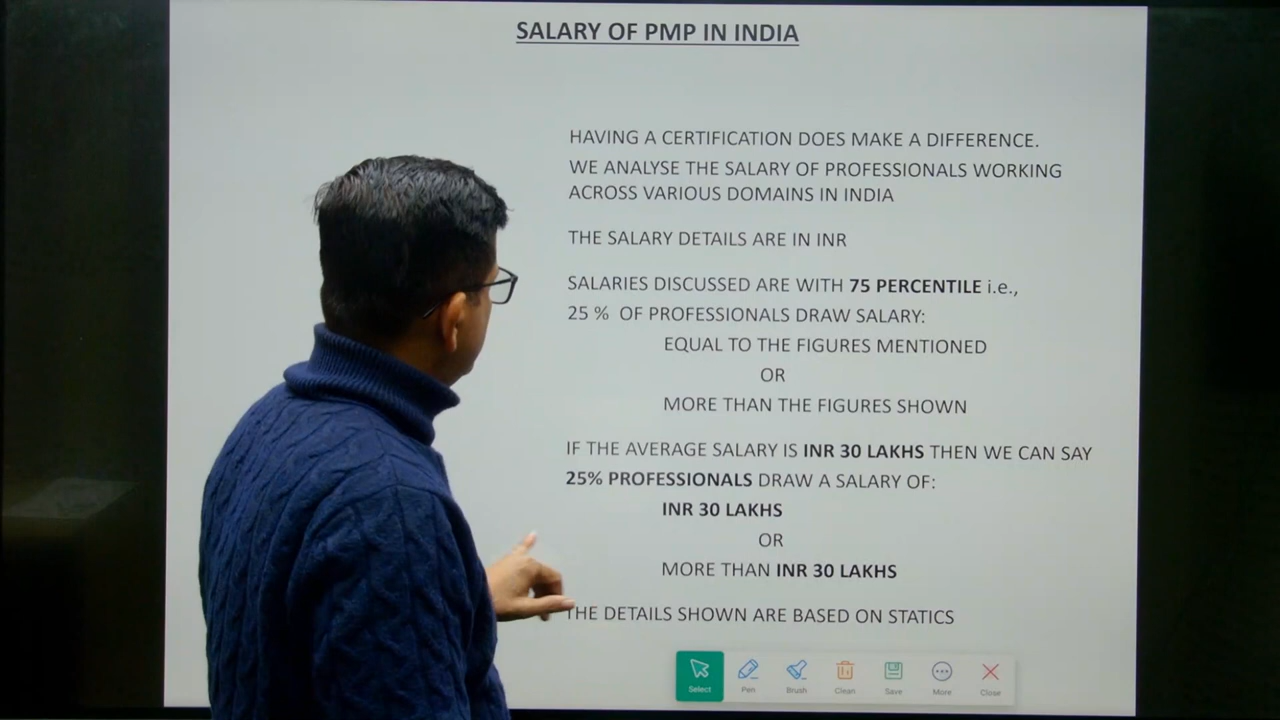 SALARY OF PMP IN INDIA
HAVING A CERTIFICATION DOES MAKE A DIFFERENCE.
WE ANALYSE THE SALARY OF PROFESSIONALS WORKING
ACROSS VARIOUS DOMAINS IN INDIA
THE SALARY DETAILS ARE IN INR
SALARIES DISCUSSED ARE WITH 75 PERCENTILE i.e.,
25 % OF PROFESSIONALS DRAW SALARY:
EQUAL TO THE FIGURES MENTIONED
OR
MORE THAN THE FIGURES SHOWN
IF THE AVERAGE SALARY IS INR 30 LAKHS THEN WE CAN SAY
25% PROFESSIONALS DRAW A SALARY OF:
INR 30 LAKHS
OR
MORE THAN INR 30 LAKHS
THE DETAILS SHOWN ARE BASED ON STATICS
Select Pen Brush Clean Save More Close